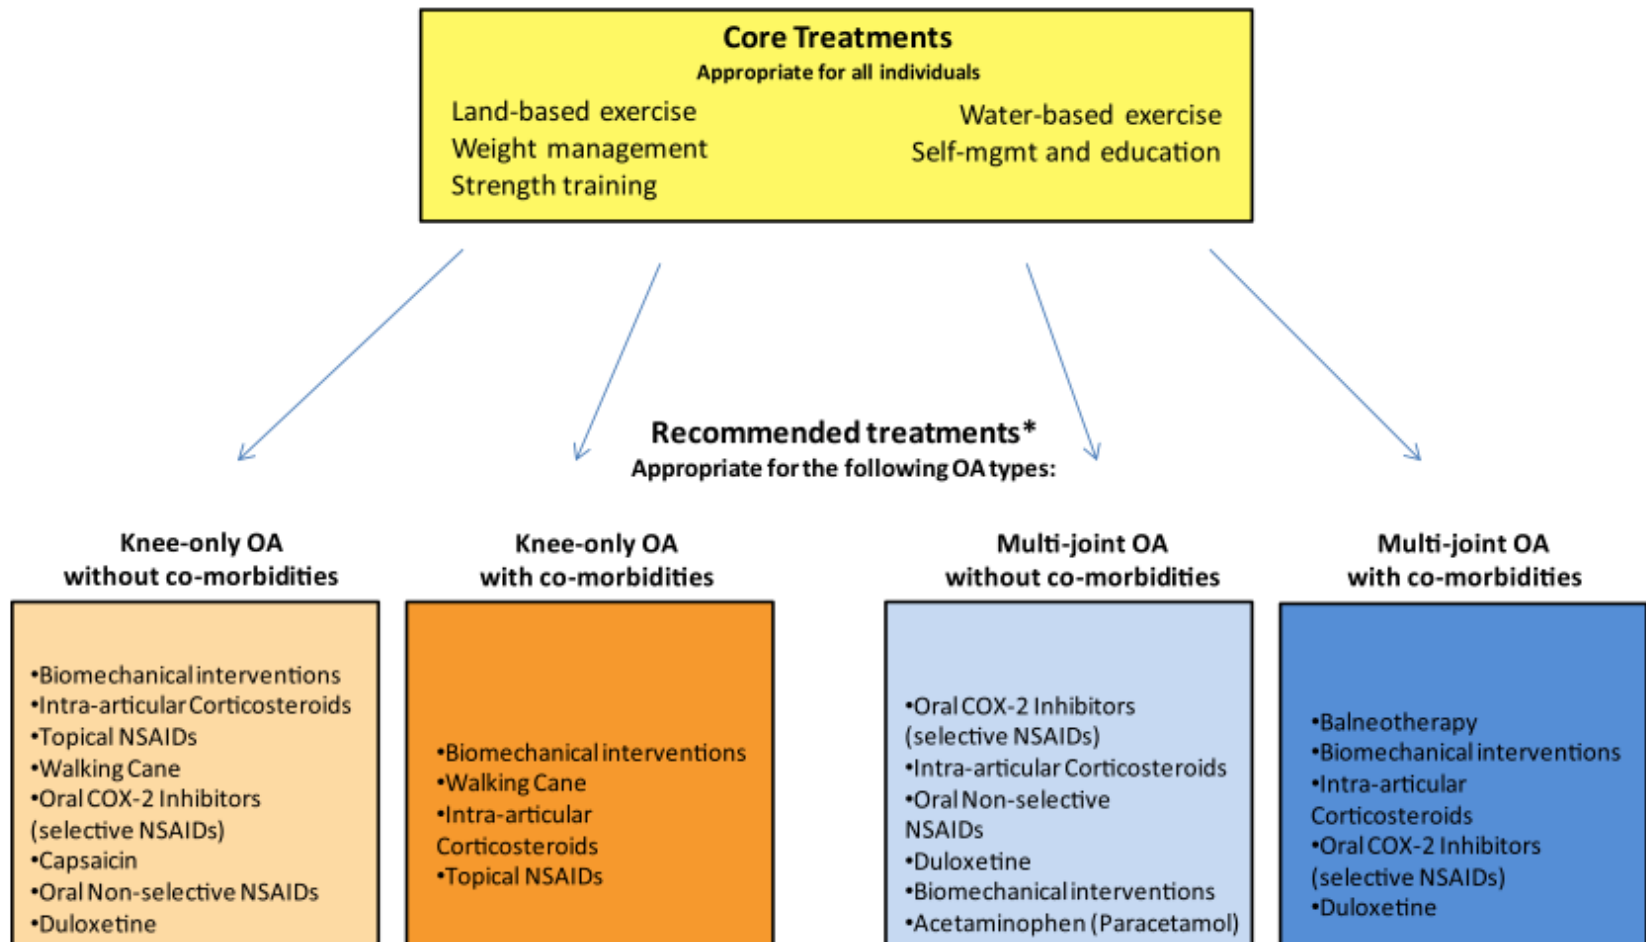 Core Treatments
Appropriate for all individuals
Land-based exercise
Weight management
Strength training
Water-based exercise
Self-mgmt and education
Recommended treatments*
Appropriate for the following OA types:
Knee-only OA
without co-morbidities
•Biomechanical interventions
•Intra-articular Corticosteroids
•Topical NSAIDs
•Walking Cane
•Oral COX-2 Inhibitors
(selective NSAIDs)
•Capsaicin
•Oral Non-selective NSAIDs
•Duloxetine
Knee-only OA
with co-morbidities
•Biomechanical interventions
•Walking Cane
•Intra-articular
Corticosteroids
•Topical NSAIDs
Multi-joint OA
without co-morbidities
•Oral COX-2 Inhibitors
(selective NSAIDs)
•Intra-articular Corticosteroids
•Oral Non-selective
NSAIDs
•Duloxetine
•Biomechanical interventions
•Acetaminophen (Paracetamol)
Multi-joint OA
with co-morbidities
•Balneotherapy
•Biomechanical interventions
•Intra-articular
Corticosteroids
•Oral COX-2 Inhibitors
(selective NSAIDs)
•Duloxetine